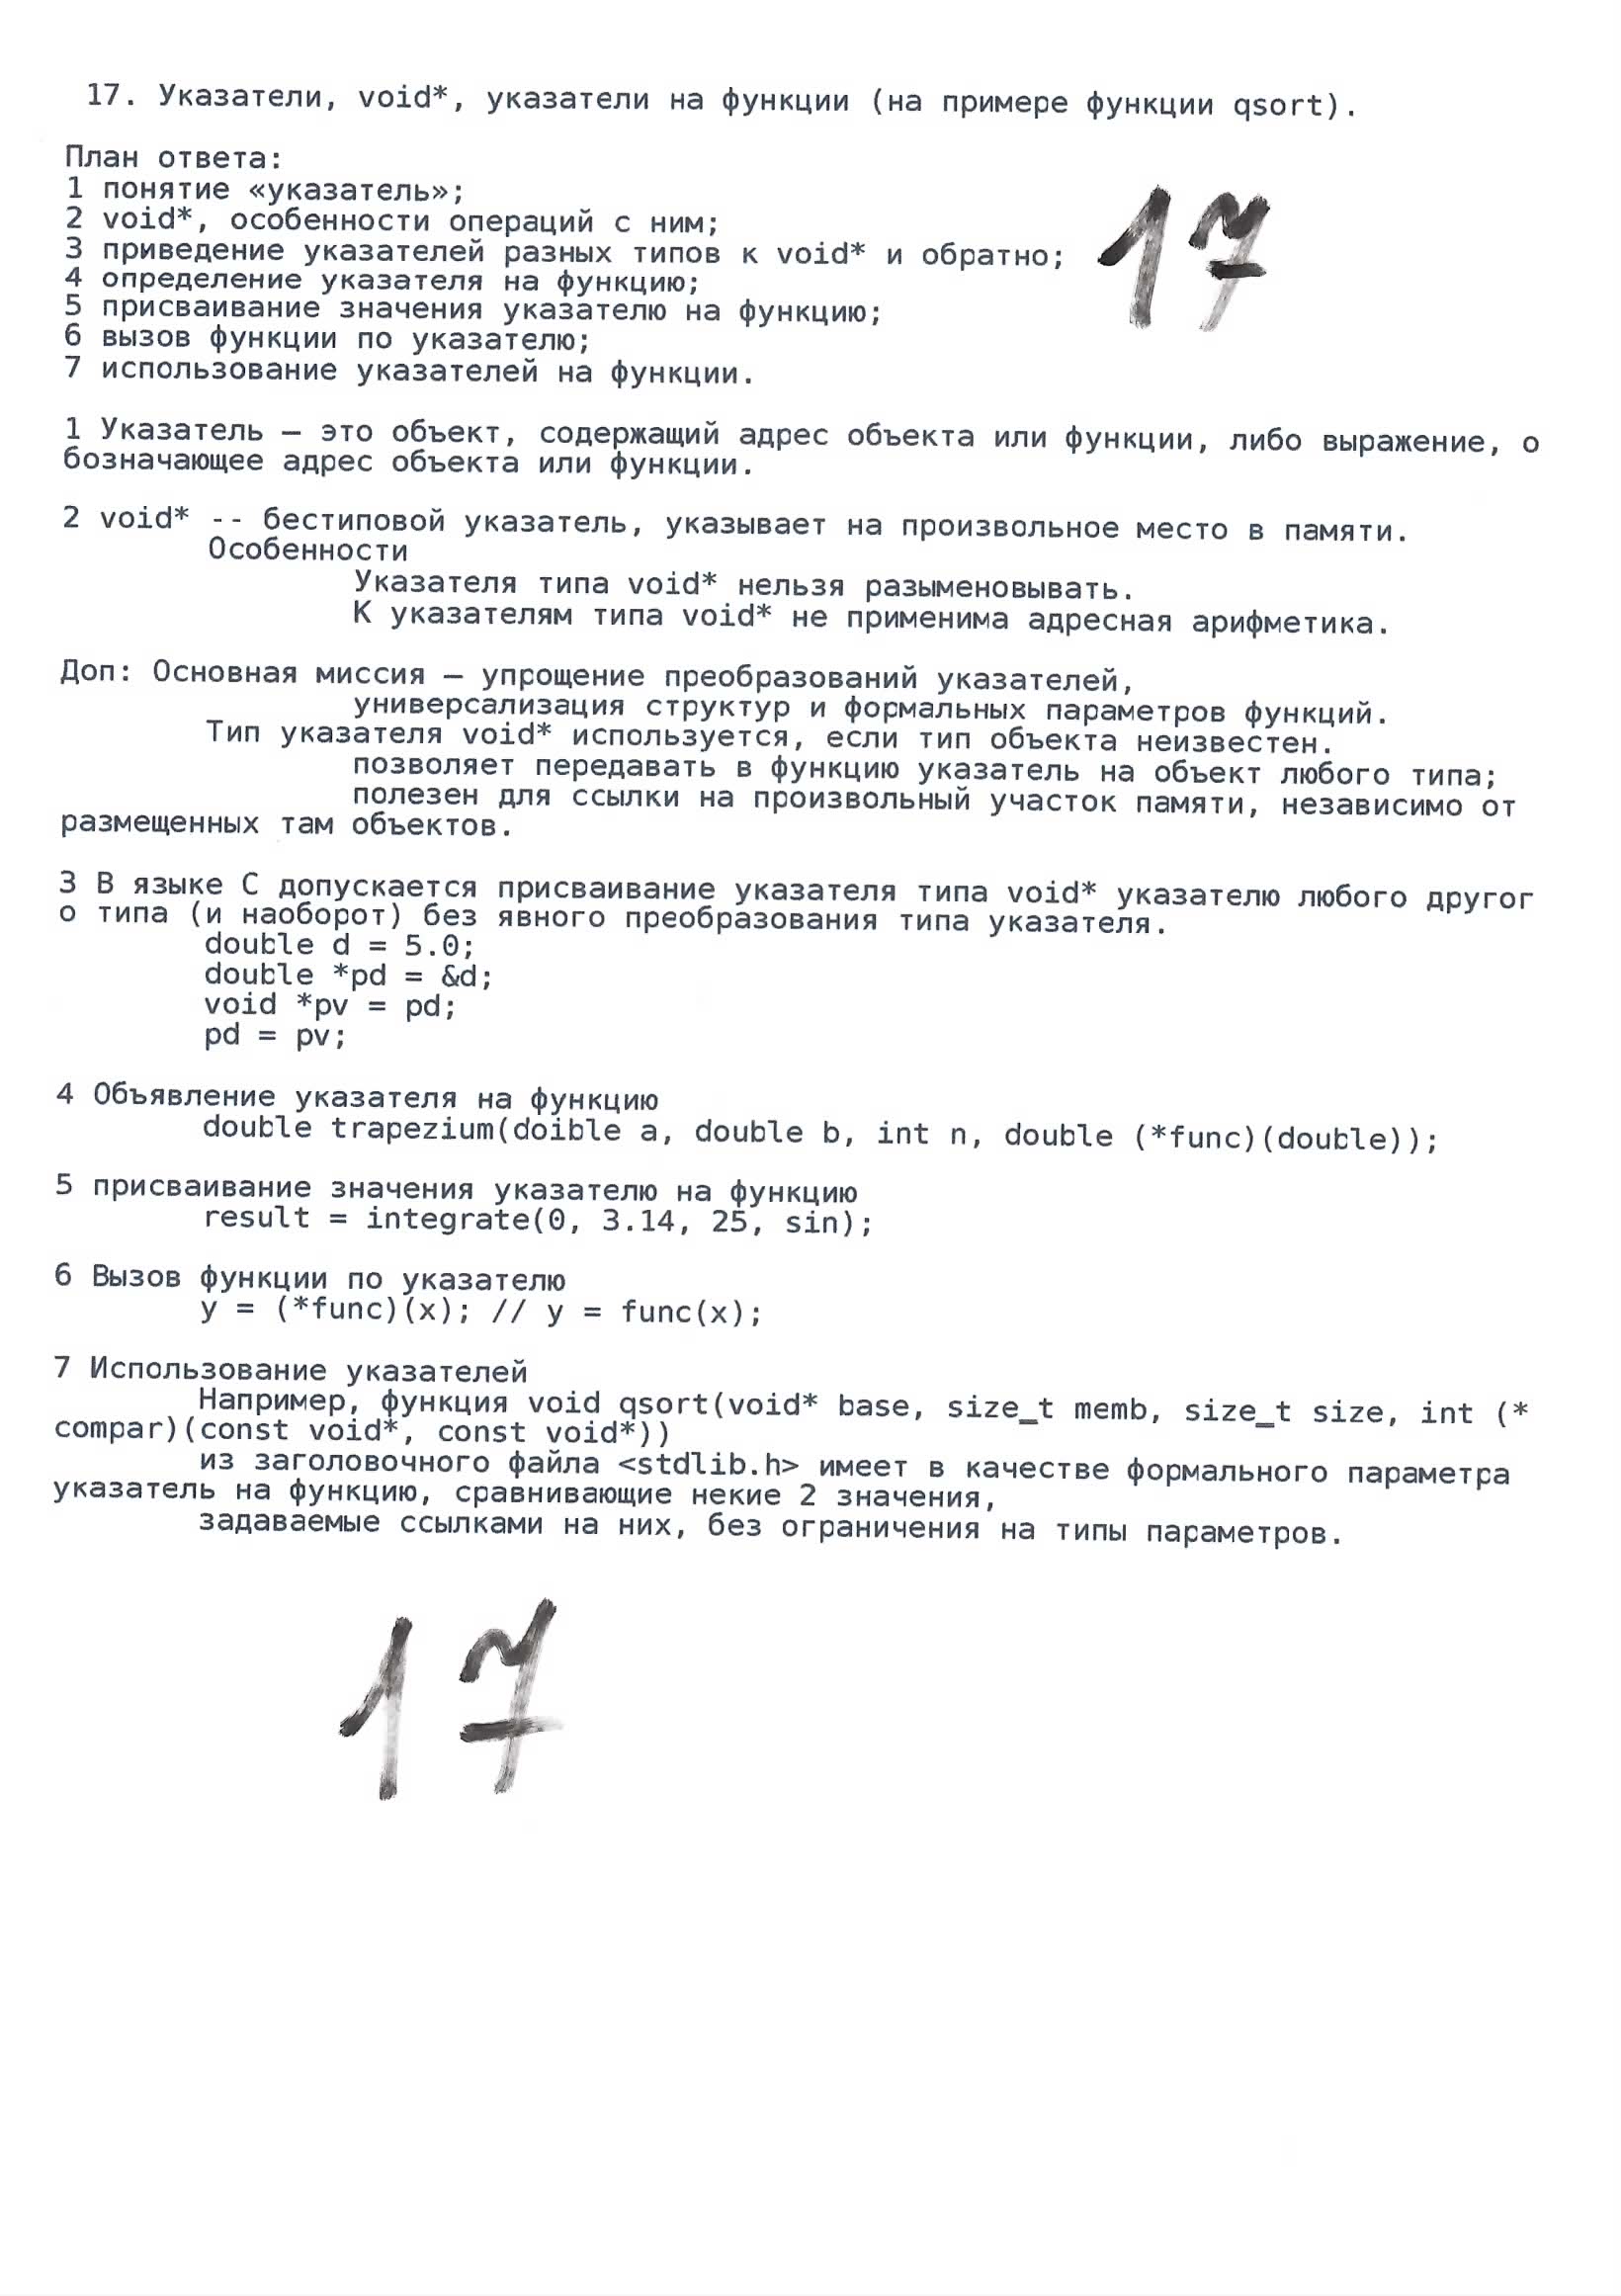 17. Указатели, void*, указатели на функции (на примере функции qsort).
План ответа:
1 понятие «указатель»;
2 void*, особенности операций с ним;
3 приведение указателей разных типов к void* и обратно;
4 определение указателя на функцию;
5 присваивание значения указателю на функцию;
6 вызов функции по указателю;
7 использование указателей на функции.
17
1 Указатель — это объект, содержащий адрес объекта или функции, либо выражение, о
бозначающее адрес объекта или функции.
2 void* -- бестиповой указатель, указывает на произвольное место в памяти.
Особенности
Указателя типа void* нельзя разыменовывать.
К указателям типа void* не применима адресная арифметика.
Доп: Основная миссия — упрощение преобразований указателей,
универсализация структур и формальных параметров функций.
Тип указателя void* используется, если тип объекта неизвестен.
позволяет передавать в функцию указатель на объект любого типа;
полезен для ссылки на произвольный участок памяти, независимо от
размещенных там объектов.
3 В языке С допускается присваивание указателя типа void* указателю любого другог
о типа (и наоборот) без явного преобразования типа указателя.
double d = 5.0;
double *pd = &d;
void *pv = pd;
pd = pv;
4 Объявление указателя на функцию
double trapezium(doible a, double b, int n, double (*func)(double));
5 присваивание значения указателю на функцию
result = integrate(0, 3.14, 25, sin);
6 Вызов функции по указателю
y = (*func)(x); // y = func(x);
7 Использование указателей
Например, функция void qsort(void* base, size_t memb, size_t size, int (*
compar)(const void*, const void*))
из заголовочного файла <stdlib.h> имеет в качестве формального параметра
указатель на функцию, сравнивающие некие 2 значения,
задаваемые ссылками на них, без ограничения на типы параметров.
17